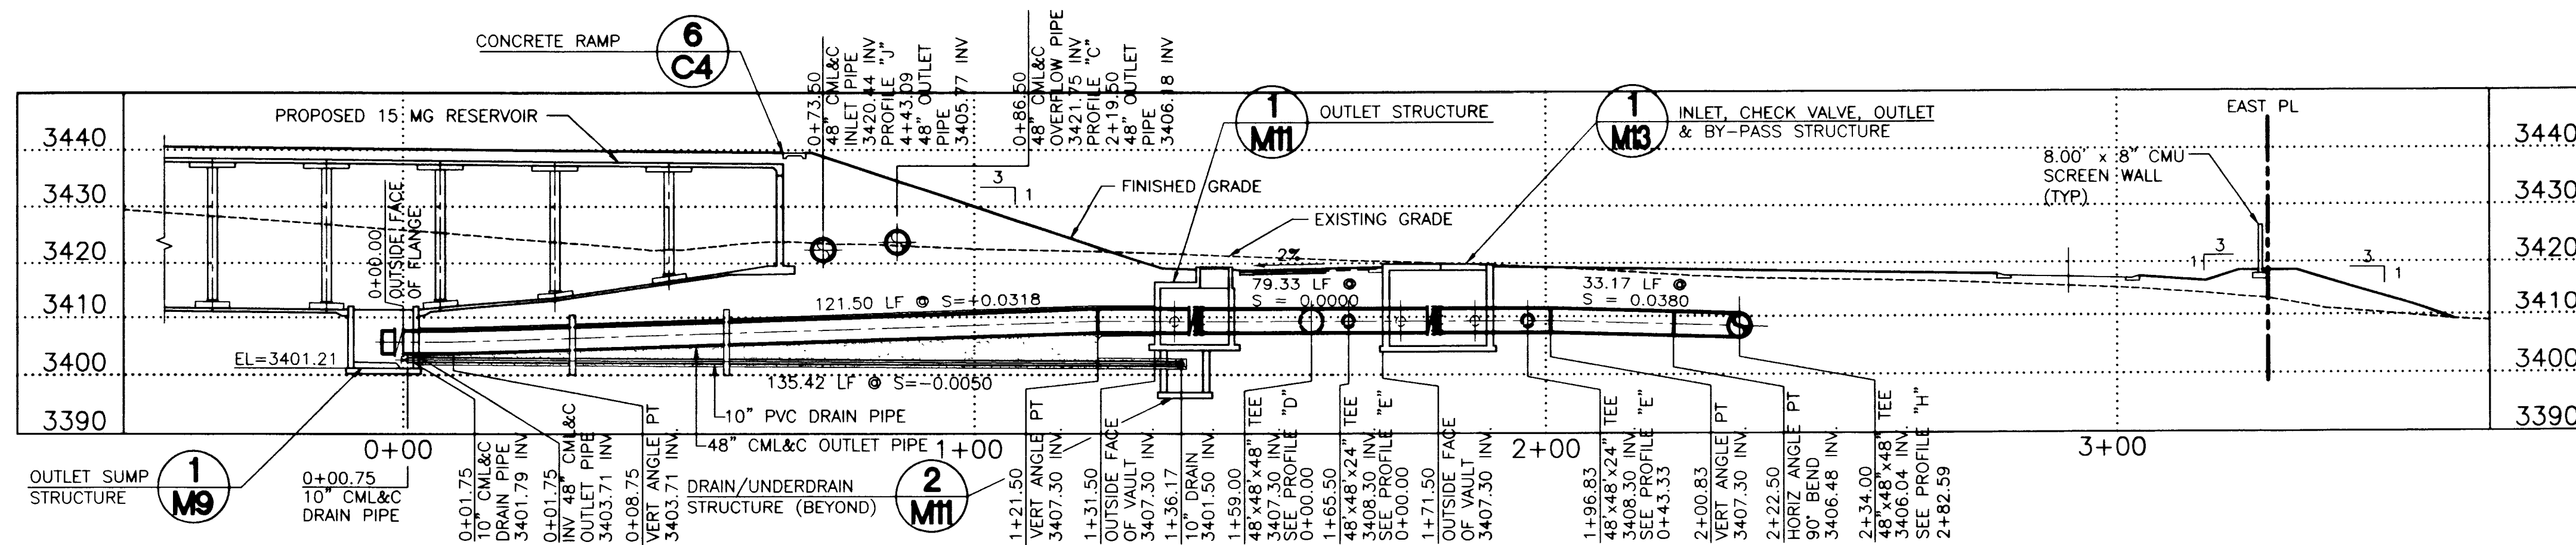 CONCRETE RAMP
6
C4
0+73.50
48" CML&C
INLET PIPE
3420.44 INV
PROFILE "J"
4+43.09
48" OUTLET
PIPE
3405.77 INV
0+86.50
48" CML&C
OVERFLOW PIPE
3421.75 INV
PROFILE "C"
2+19.50
48" OUTLET
PIPE
3406.18 INV
1
M11
OUTLET STRUCTURE
1
M13
INLET, CHECK VALVE, OUTLET
& BY-PASS STRUCTURE
EAST PL
PROPOSED 15 MG RESERVOIR
8.00' x 8" CMU
SCREEN WALL
(TYP)
3440
3430
3420
3410
3400
3390
3440
3430
3420
3410
3400
3390
0+00.00
OUTSIDE FACE
OF FLANGE
3
1
FINISHED GRADE
EXISTING GRADE
2%
3
1
3
1
121.50 LF @ S=+0.0318
79.33 LF @
S = 0.0000
33.17 LF @
S = 0.0380
EL=3401.21
135.42 LF @ S=-0.0050
10" PVC DRAIN PIPE
48" CML&C OUTLET PIPE
0+00
1+00
2+00
3+00
OUTLET SUMP
STRUCTURE
1
M9
0+00.75
10" CML&C
DRAIN PIPE
0+01.75
10" CML&C
DRAIN PIPE
3401.79 INV
0+01.75
INV 48" CML&C
OUTLET PIPE
3403.71 INV
0+08.75
VERT ANGLE PT
3403.71 INV.
DRAIN/UNDERDRAIN
STRUCTURE (BEYOND)
2
M11
1+21.50
VERT ANGLE PT
3407.30 INV.
1+31.50
OUTSIDE FACE
OF VAULT
3407.30 INV.
1+36.17
10" DRAIN
3401.50 INV.
1+59.00
48'x48'x48" TEE
3407.30 INV.
SEE PROFILE "D"
0+00.00
1+65.50
48'x48'x24" TEE
3408.30 INV.
SEE PROFILE "E"
0+00.00
1+71.50
OUTSIDE FACE
OF VAULT
3407.30 INV.
1+96.83
48'x48'x24" TEE
3408.30 INV.
SEE PROFILE "E"
0+43.33
2+00.83
VERT ANGLE PT
3407.30 INV.
2+22.50
HORIZ ANGLE PT
90° BEND
3406.48 INV.
2+34.00
48"x48"x48" TEE
3406.04 INV.
SEE PROFILE "H"
2+82.59